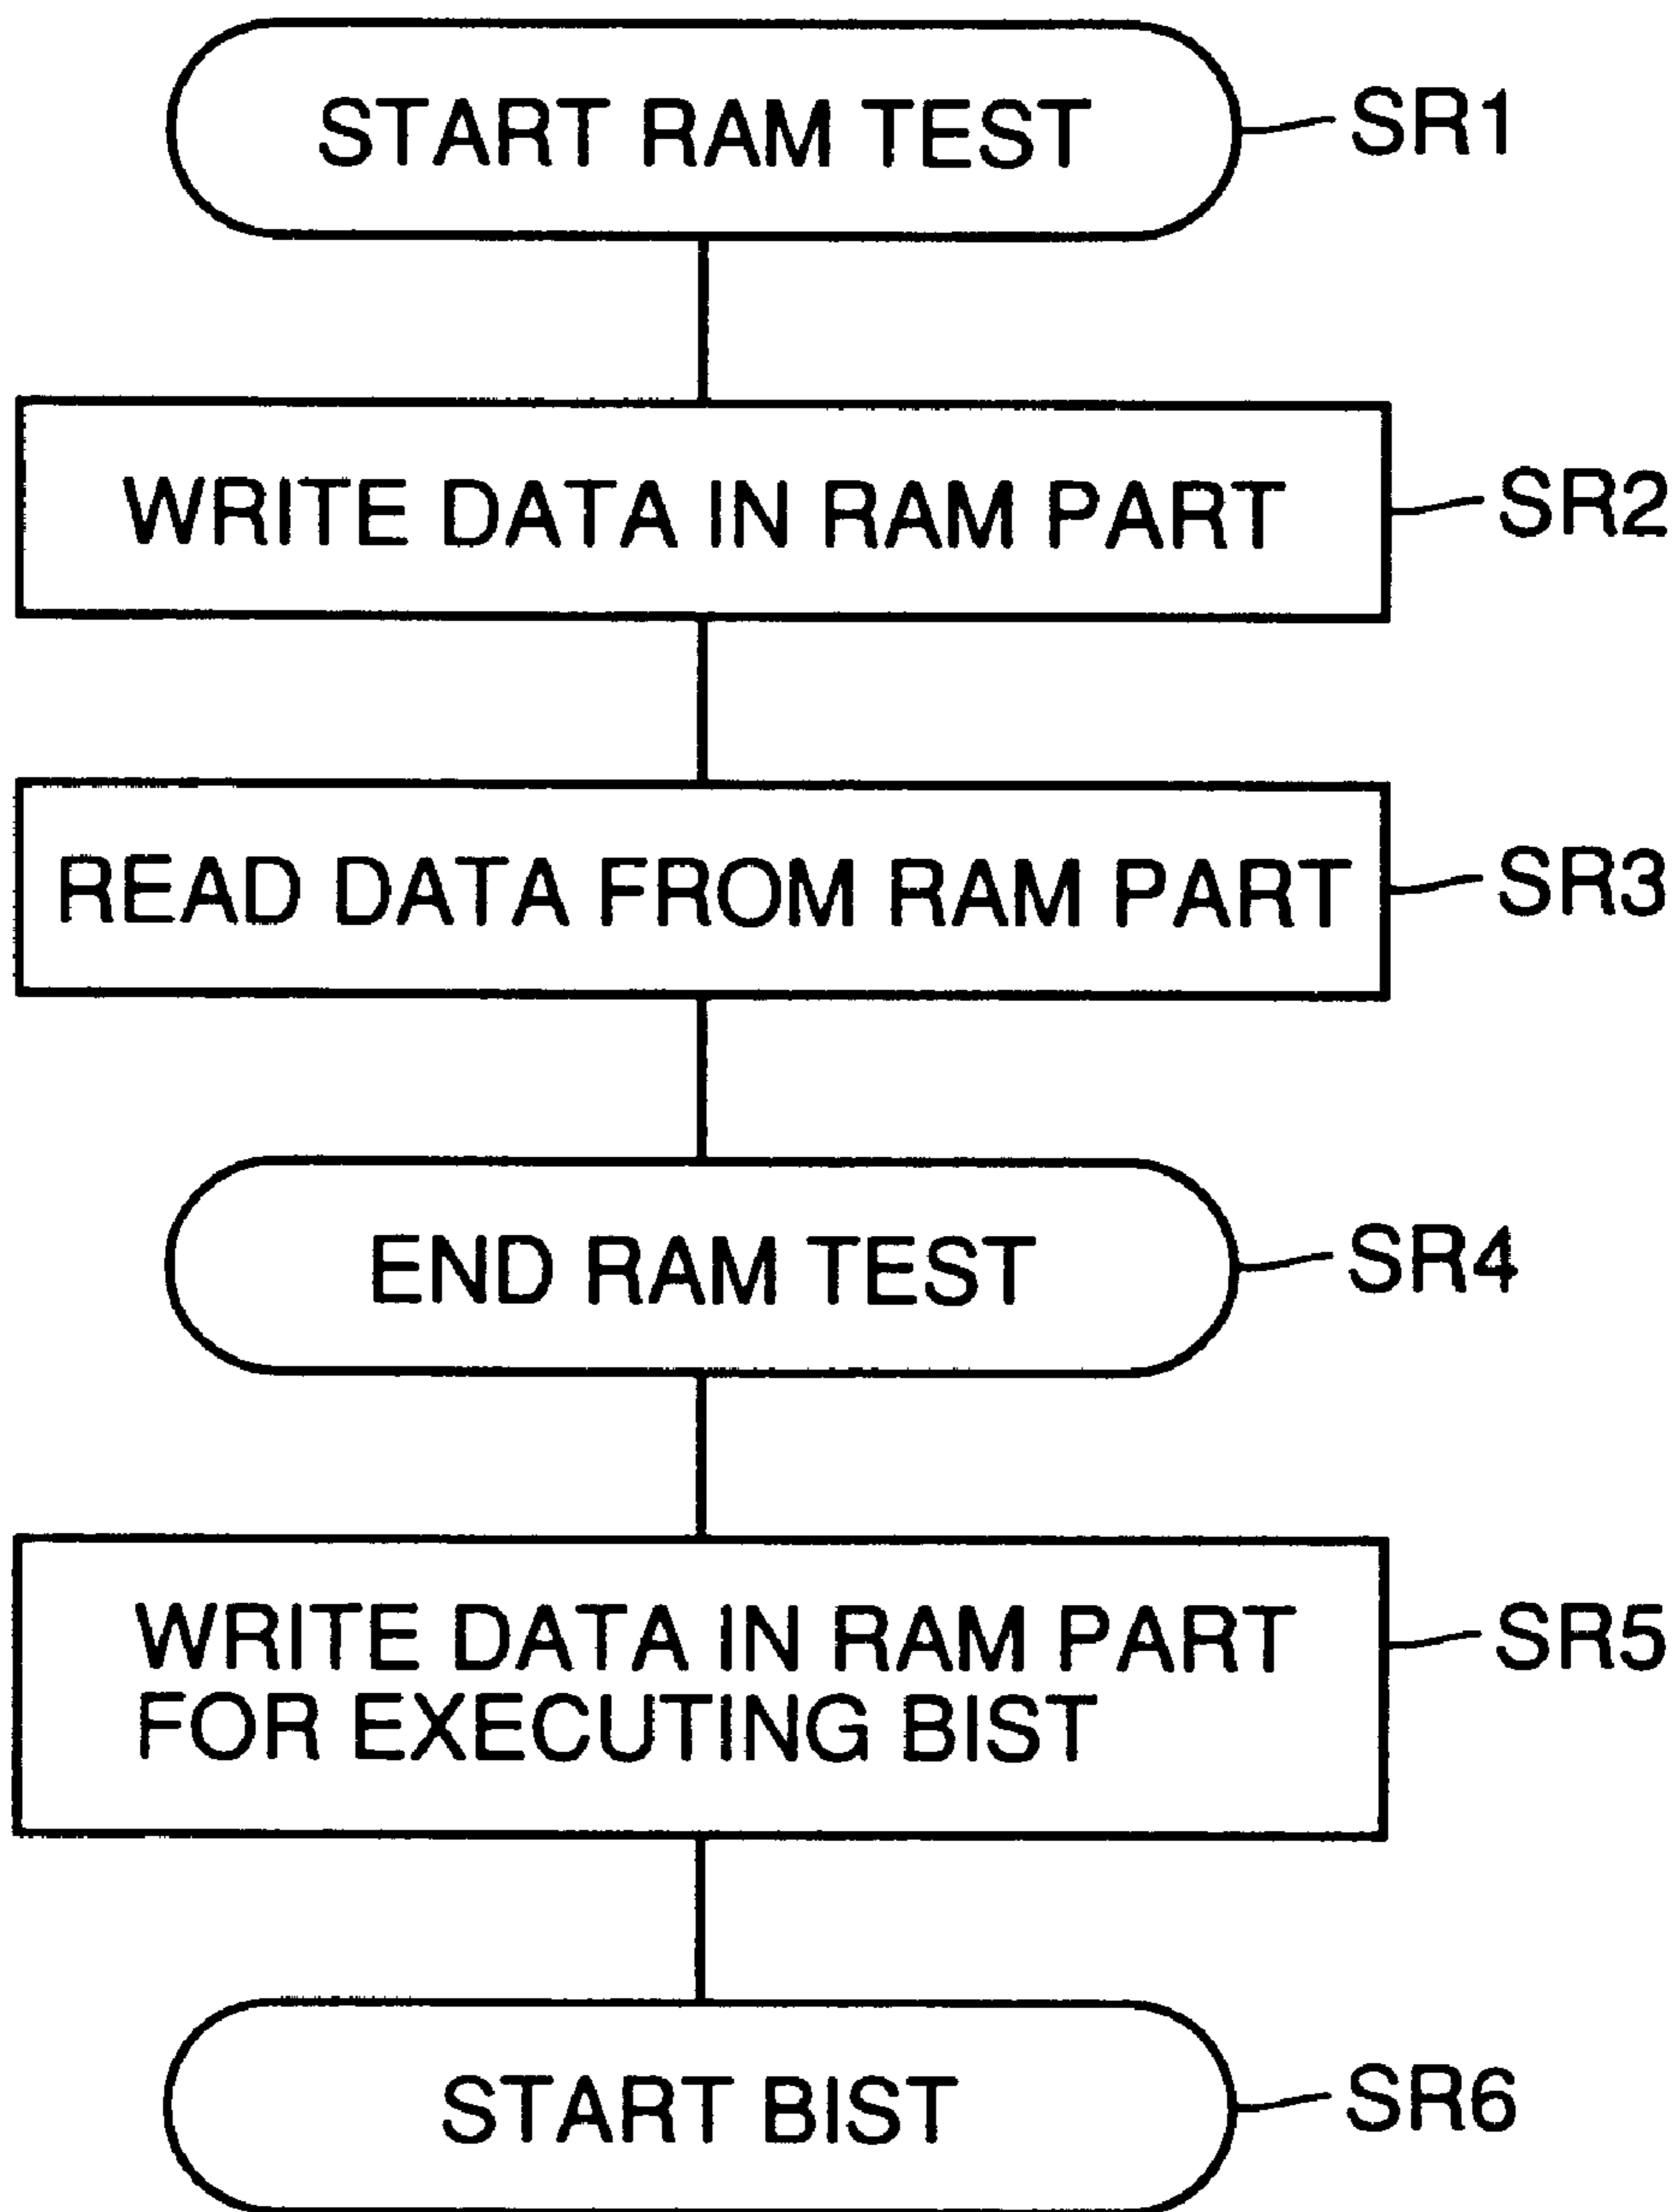 START RAM TEST SR1
WRITE DATA IN RAM PART SR2
READ DATA FROM RAM PART SR3
END RAM TEST SR4
WRITE DATA IN RAM PART SR5
FOR EXECUTING BIST
START BIST SR6